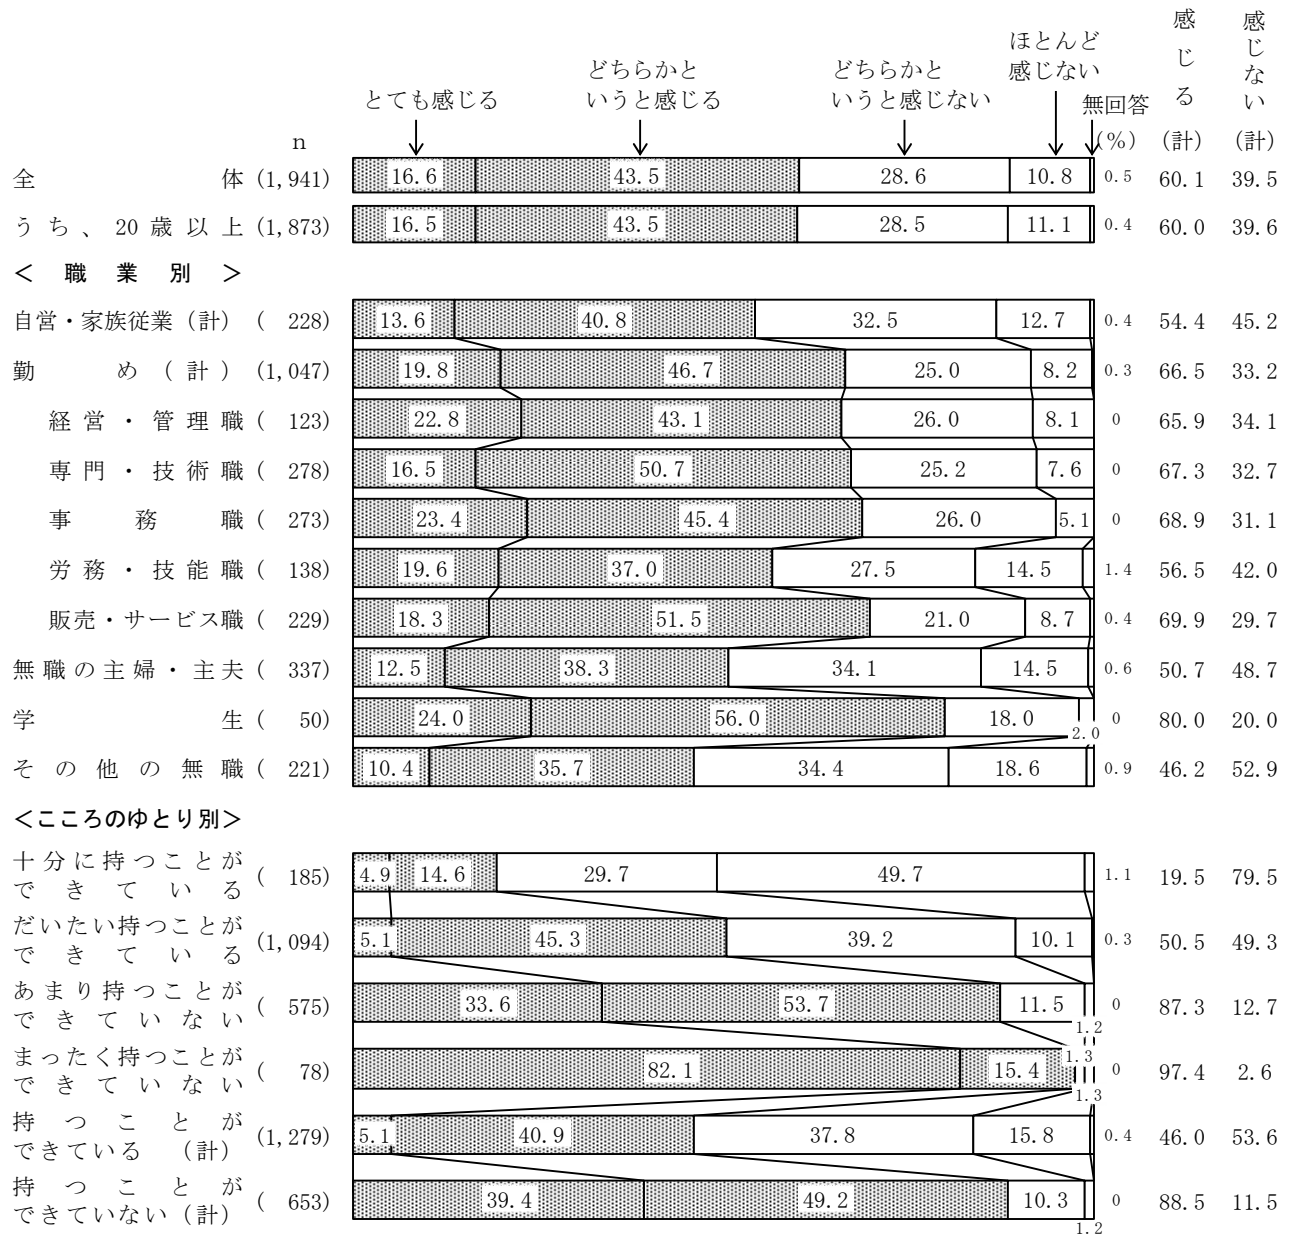 感じる
感じない
ほとんど
感じない
どちらかと
いうと感じる
どちらかと
いうと感じない
とても感じる
無回答
n
(%) (計) (計)
全体 (1,941) 16.6 43.5 28.6 10.8 0.5 60.1 39.5
うち、20歳以上 (1,873) 16.5 43.5 28.5 11.1 0.4 60.0 39.6
＜職業別＞
自営・家族従業（計） ( 228) 13.6 40.8 32.5 12.7 0.4 54.4 45.2
勤め（計） (1,047) 19.8 46.7 25.0 8.2 0.3 66.5 33.2
経営・管理職 ( 123) 22.8 43.1 26.0 8.1 0 65.9 34.1
専門・技術職 ( 278) 16.5 50.7 25.2 7.6 0 67.3 32.7
事務職 ( 273) 23.4 45.4 26.0 5.1 0 68.9 31.1
労務・技能職 ( 138) 19.6 37.0 27.5 14.5 1.4 56.5 42.0
販売・サービス職 ( 229) 18.3 51.5 21.0 8.7 0.4 69.9 29.7
無職の主婦・主夫 ( 337) 12.5 38.3 34.1 14.5 0.6 50.7 48.7
学生 ( 50) 24.0 56.0 18.0 2.0 0 80.0 20.0
その他の無職 ( 221) 10.4 35.7 34.4 18.6 0.9 46.2 52.9
＜こころのゆとり別＞
十分に持つことが
できている ( 185) 4.9 14.6 29.7 49.7 1.1 19.5 79.5
だいたい持つことが
できている (1,094) 5.1 45.3 39.2 10.1 0.3 50.5 49.3
あまり持つことが
できていない ( 575) 33.6 53.7 11.5 1.2 0 87.3 12.7
まったく持つことが
できていない ( 78) 82.1 15.4 1.3 1.3 0 97.4 2.6
持つことが
できている（計） (1,279) 5.1 40.9 37.8 15.8 0.4 46.0 53.6
持つことが
できていない（計） ( 653) 39.4 49.2 10.3 1.2 0 88.5 11.5